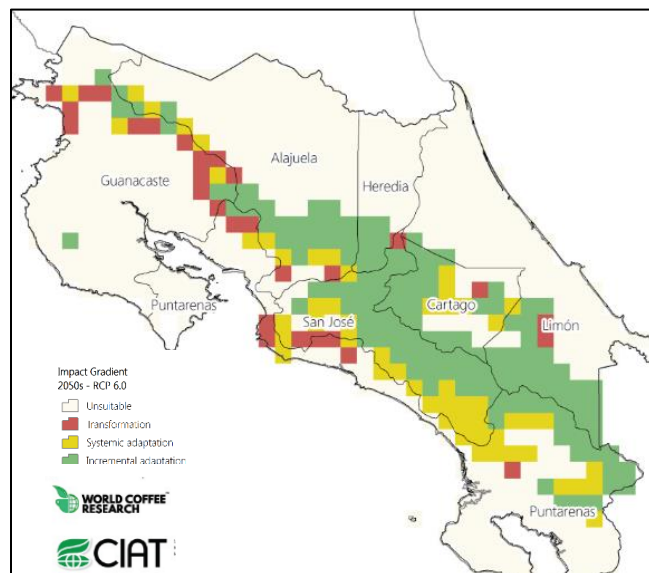 Alajuela
Heredia
Guanacaste
Puntarenas
San José
Cartago
Limón
Impact Gradient
2050s - RCP 6.0
Unsuitable
Transformation
Systemic adaptation
Incremental adaptation
Puntarenas
WORLD COFFEE
RESEARCH
CIAT